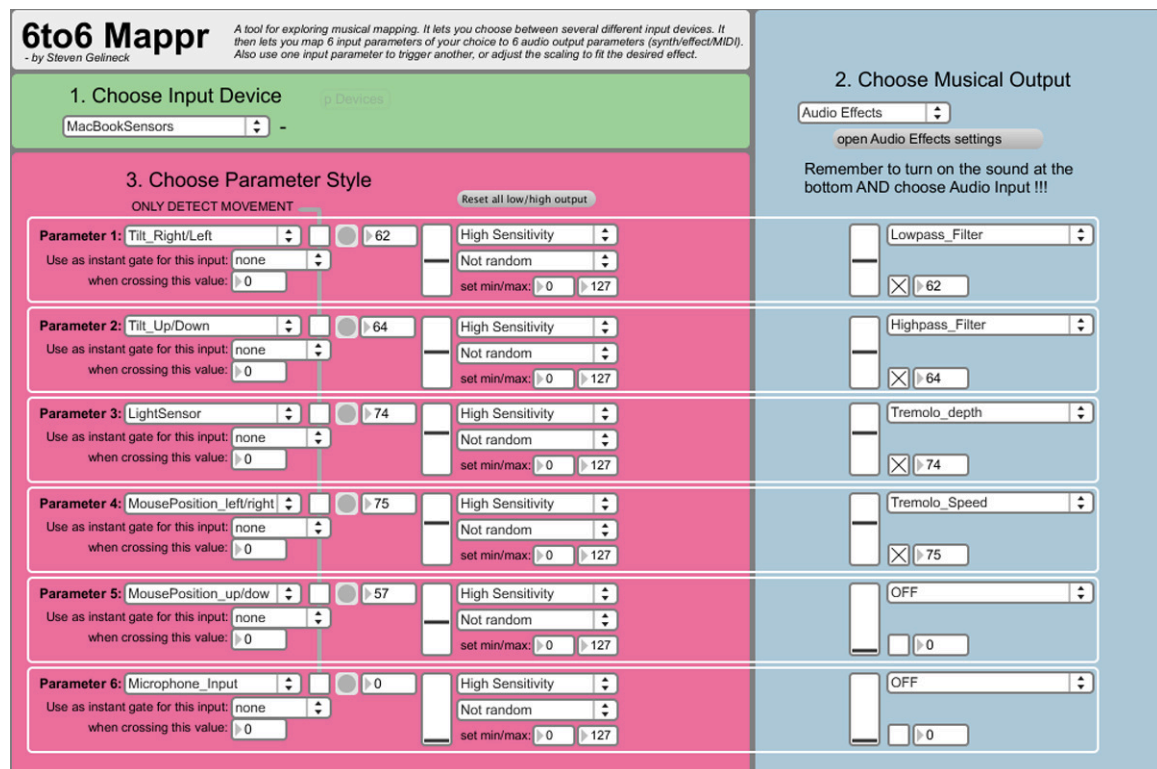 6to6 Mappr
- by Steven Gelineck
A tool for exploring musical mapping. It lets you choose between several different input devices. It
then lets you map 6 input parameters of your choice to 6 audio output parameters (synth/effect/MIDI).
Also use one input parameter to trigger another, or adjust the scaling to fit the desired effect.
1. Choose Input Device
p Devices
MacBookSensors
-
2. Choose Musical Output
Audio Effects
open Audio Effects settings
Remember to turn on the sound at the
bottom AND choose Audio Input !!!
3. Choose Parameter Style
ONLY DETECT MOVEMENT
Reset all low/high output
Parameter 1: Tilt_Right/Left 62 High Sensitivity Lowpass_Filter
Use as instant gate for this input: none Not random
when crossing this value: 0 set min/max: 0 127 62
Parameter 2: Tilt_Up/Down 64 High Sensitivity Highpass_Filter
Use as instant gate for this input: none Not random
when crossing this value: 0 set min/max: 0 127 64
Parameter 3: LightSensor 74 High Sensitivity Tremolo_depth
Use as instant gate for this input: none Not random
when crossing this value: 0 set min/max: 0 127 74
Parameter 4: MousePosition_left/right 75 High Sensitivity Tremolo_Speed
Use as instant gate for this input: none Not random
when crossing this value: 0 set min/max: 0 127 75
Parameter 5: MousePosition_up/dow 57 High Sensitivity OFF
Use as instant gate for this input: none Not random
when crossing this value: 0 set min/max: 0 127 0
Parameter 6: Microphone_Input 0 High Sensitivity OFF
Use as instant gate for this input: none Not random
when crossing this value: 0 set min/max: 0 127 0